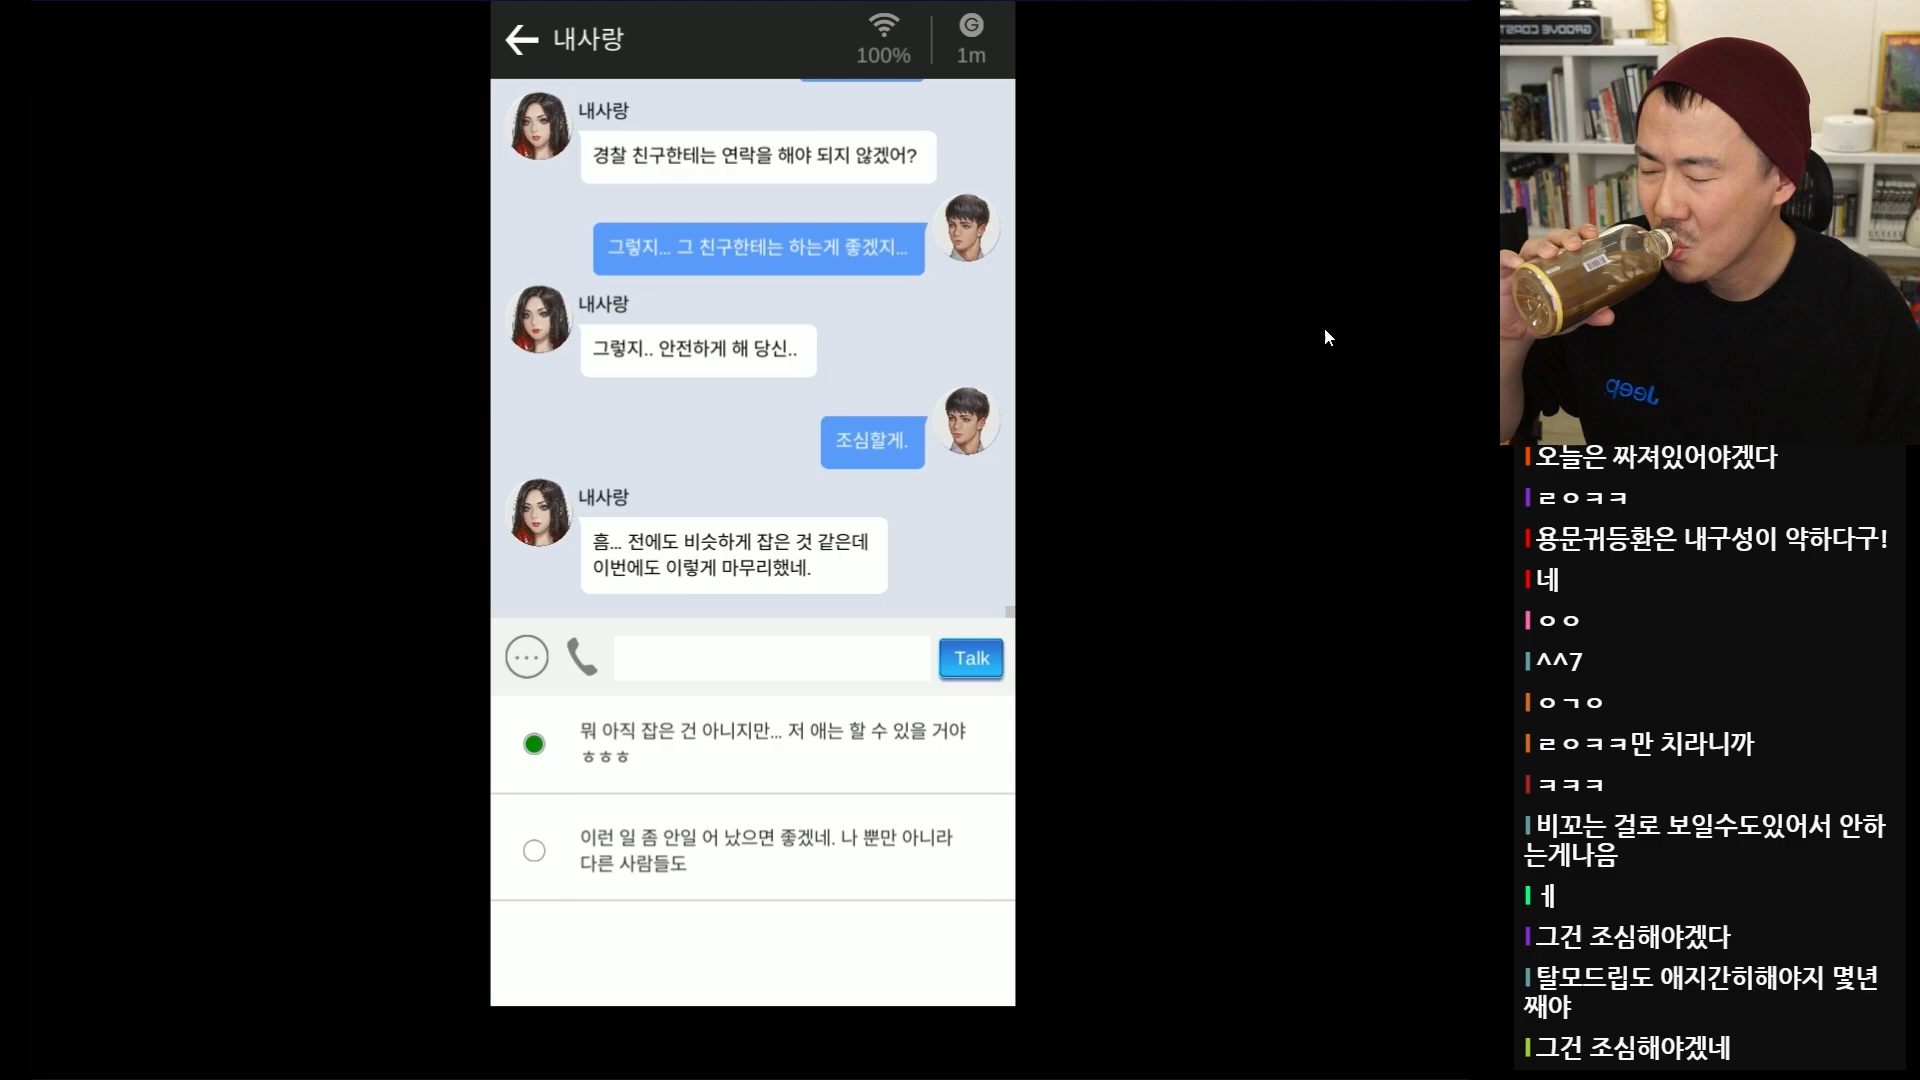 내사랑
100%
G
1m
내사랑
경찰 친구한테는 연락을 해야 되지 않겠어?
그렇지... 그 친구한테는 하는게 좋겠지...
내사랑
그렇지.. 안전하게 해 당신..
조심할게.
내사랑
흠... 전에도 비슷하게 잡은 것 같은데
이번에도 이렇게 마무리했네.
Talk
뭐 아직 잡은 건 아니지만... 저 애는 할 수 있을 거야
ㅎㅎㅎ
이런 일 좀 안일 어 났으면 좋겠네. 나 뿐만 아니라
다른 사람들도
GROOVE COASTER
Jeep
오늘은 짜져있어야겠다
ㄹㅇㅋㅋ
용문귀등환은 내구성이 약하다구!
네
ㅇㅇ
^^7
ㅇㄱㅇ
ㄹㅇㅋㅋ만 치라니까
ㅋㅋㅋ
비꼬는 걸로 보일수도있어서 안하
는게나음
ㅔ
그건 조심해야겠다
탈모드립도 애지간히해야지 몇년
째야
그건 조심해야겠네